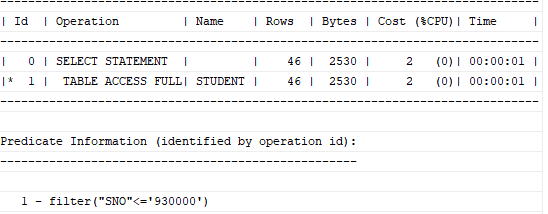 --------------------------------------------------------------------------------
| Id  | Operation         | Name    | Rows  | Bytes | Cost (%CPU)| Time     |
--------------------------------------------------------------------------------
|   0 | SELECT STATEMENT  |         |    46 |  2530 |     2   (0)| 00:00:01 |
|*  1 |  TABLE ACCESS FULL| STUDENT |    46 |  2530 |     2   (0)| 00:00:01 |
--------------------------------------------------------------------------------
Predicate Information (identified by operation id):
---------------------------------------------------
   1 - filter("SNO"<='930000')